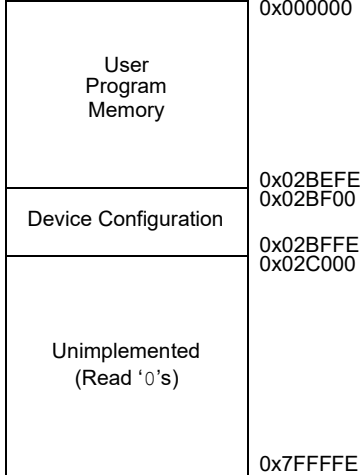 0x000000
User
Program
Memory
0x02BEFE
0x02BF00
Device Configuration
0x02BFFE
0x02C000
Unimplemented
(Read ‘0’s)
0x7FFFFE